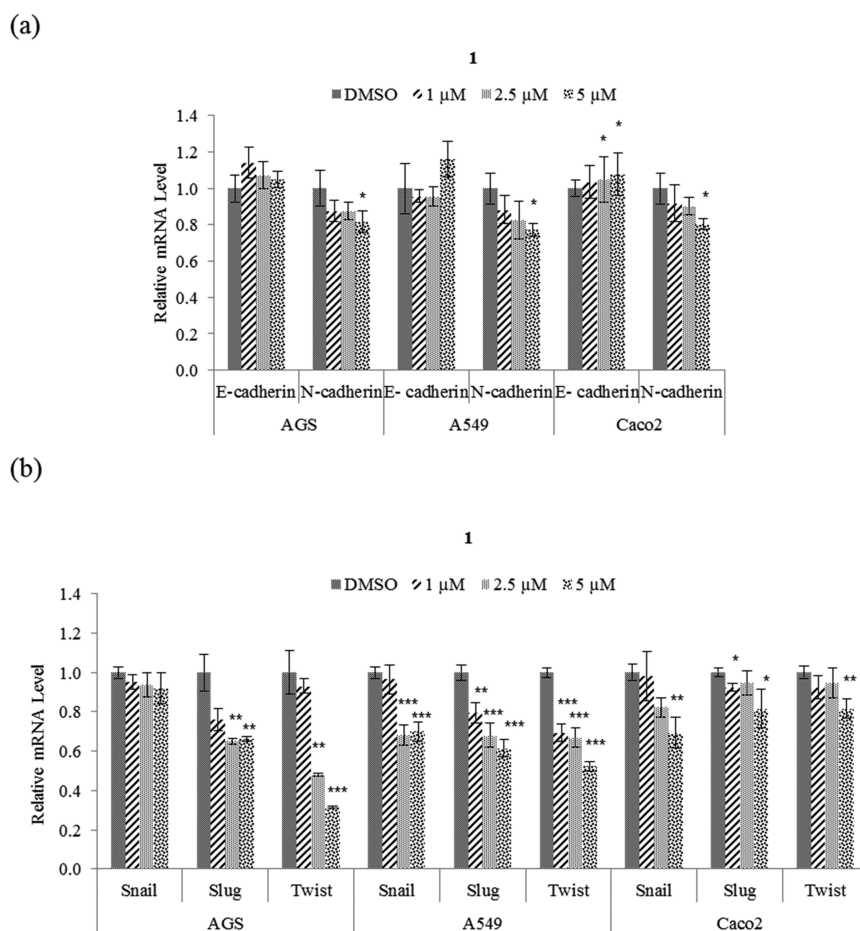 (a)
1
DMSO 1 µM 2.5 µM 5 µM
Relative mRNA Level
1.4
1.2
1.0
0.8
0.6
0.4
0.2
0.0
* * * * *
E-cadherin N-cadherin E- cadherin N-cadherin E- cadherin N-cadherin
AGS A549 Caco2
(b)
1
DMSO 1 µM 2.5 µM 5 µM
Relative mRNA Level
1.4
1.2
1.0
0.8
0.6
0.4
0.2
0.0
** ** ** *** *** *** ** *** *** *** *** *** ** * * **
Snail Slug Twist Snail Slug Twist Snail Slug Twist
AGS A549 Caco2